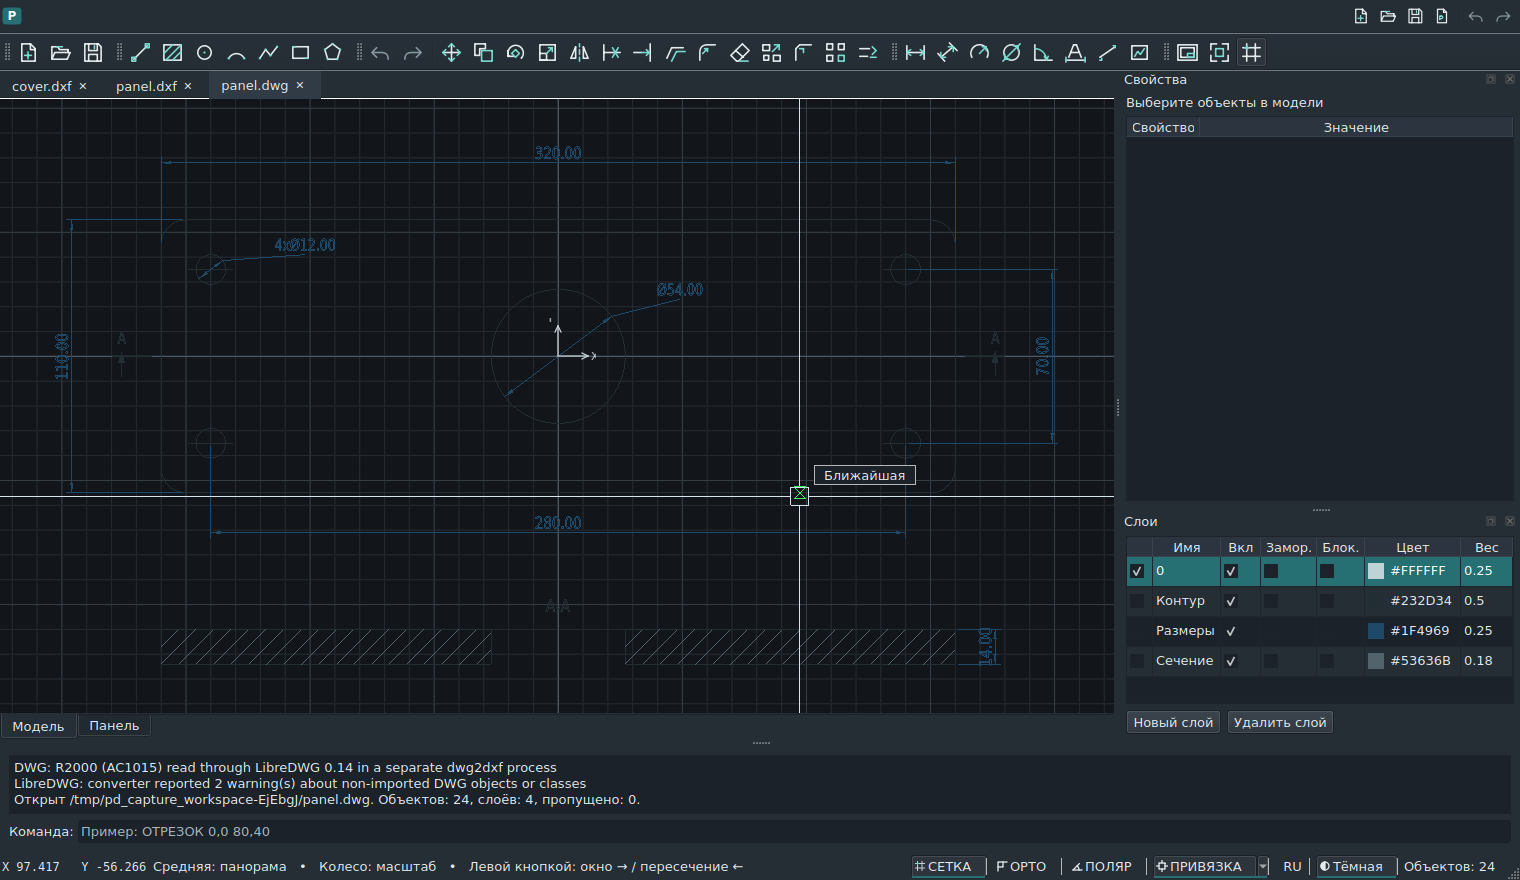 P
cover.dxf × panel.dxf × panel.dwg ×
320.00
4xØ12.00
Ø54.00
110.00
A
A
70.00
X
Ближайшая
280.00
A-A
14.00
Модель Панель
Свойства
Выберите объекты в модели
Свойство Значение
Слои
Имя Вкл Замор. Блок. Цвет Вес
0 #FFFFFF 0.25
Контур #232D34 0.5
Размеры #1F4969 0.25
Сечение #53636B 0.18
Новый слой Удалить слой
DWG: R2000 (AC1015) read through LibreDWG 0.14 in a separate dwg2dxf process
LibreDWG: converter reported 2 warning(s) about non-imported DWG objects or classes
Открыт /tmp/pd_capture_workspace-EjEbgJ/panel.dwg. Объектов: 24, слоёв: 4, пропущено: 0.
Команда: Пример: ОТРЕЗОК 0,0 80,40
X 97.417 Y -56.266 Средняя: панорама • Колесо: масштаб • Левой кнопкой: окно → / пересечение ← СЕТКА ОРТО ПОЛЯР ПРИВЯЗКА RU Тёмная Объектов: 24